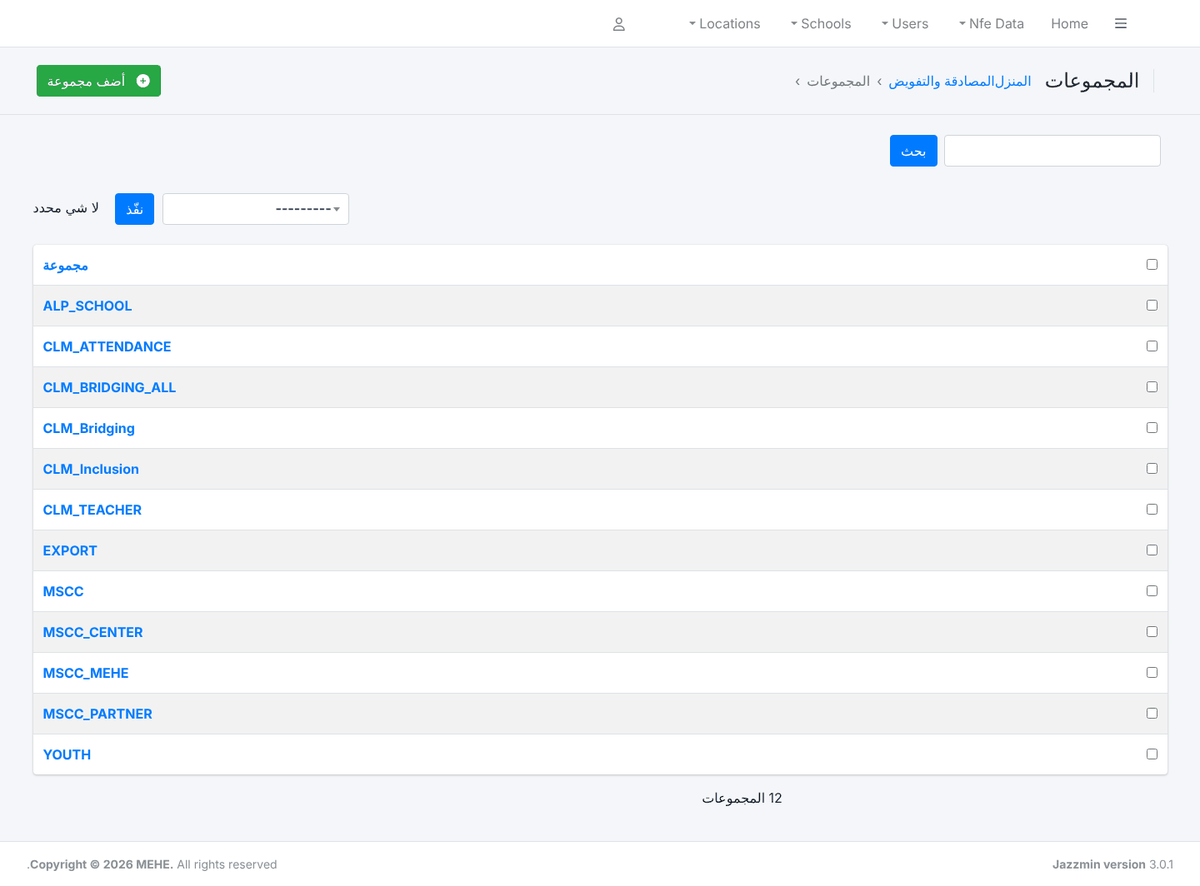 Home Nfe Data Users Schools Locations
المجموعات المنزل المصادقة والتفويض › المجموعات › أضف مجموعة
بحث
--------- نفّذ لا شي محدد
مجموعة
ALP_SCHOOL
CLM_ATTENDANCE
CLM_BRIDGING_ALL
CLM_Bridging
CLM_Inclusion
CLM_TEACHER
EXPORT
MSCC
MSCC_CENTER
MSCC_MEHE
MSCC_PARTNER
YOUTH
12 المجموعات
Jazzmin version 3.0.1 .Copyright © 2026 MEHE. All rights reserved